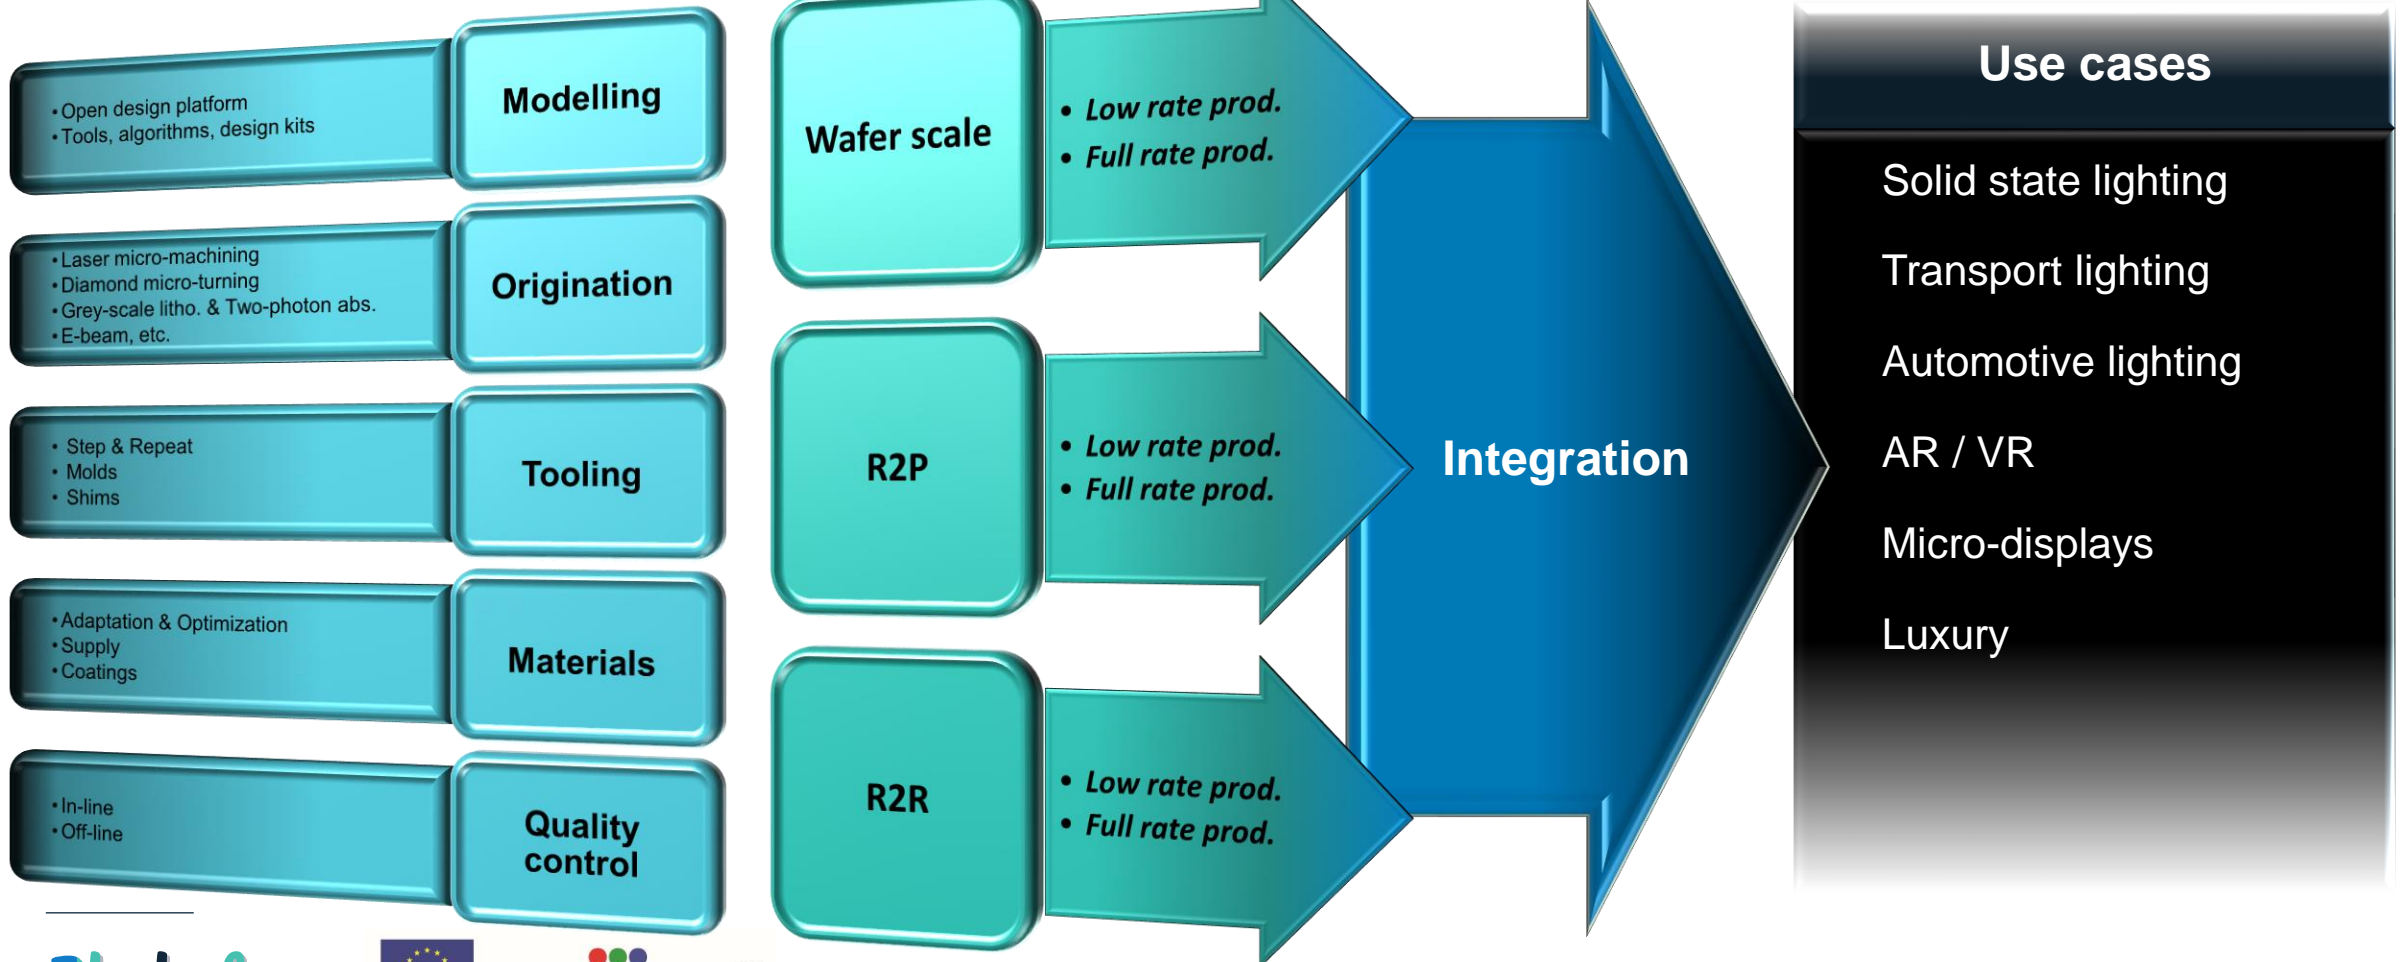 • Open design platform
• Tools, algorithms, design kits
Modelling
• Laser micro-machining
• Diamond micro-turning
• Grey-scale litho. & Two-photon abs.
• E-beam, etc.
Origination
• Step & Repeat
• Molds
• Shims
Tooling
• Adaptation & Optimization
• Supply
• Coatings
Materials
• In-line
• Off-line
Quality
control
Wafer scale
• Low rate prod.
• Full rate prod.
R2P
• Low rate prod.
• Full rate prod.
R2R
• Low rate prod.
• Full rate prod.
Integration
Use cases
Solid state lighting
Transport lighting
Automotive lighting
AR / VR
Micro-displays
Luxury